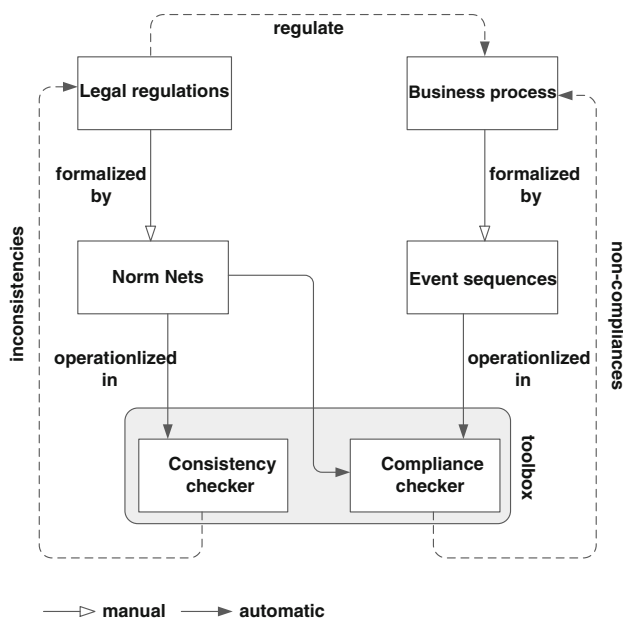 regulate
Legal regulations
Business process
formalized
by
formalized
by
inconsistencies
non-compliances
Norm Nets
Event sequences
operationlized
in
operationlized
in
Consistency
checker
Compliance
checker
toolbox
manual
automatic